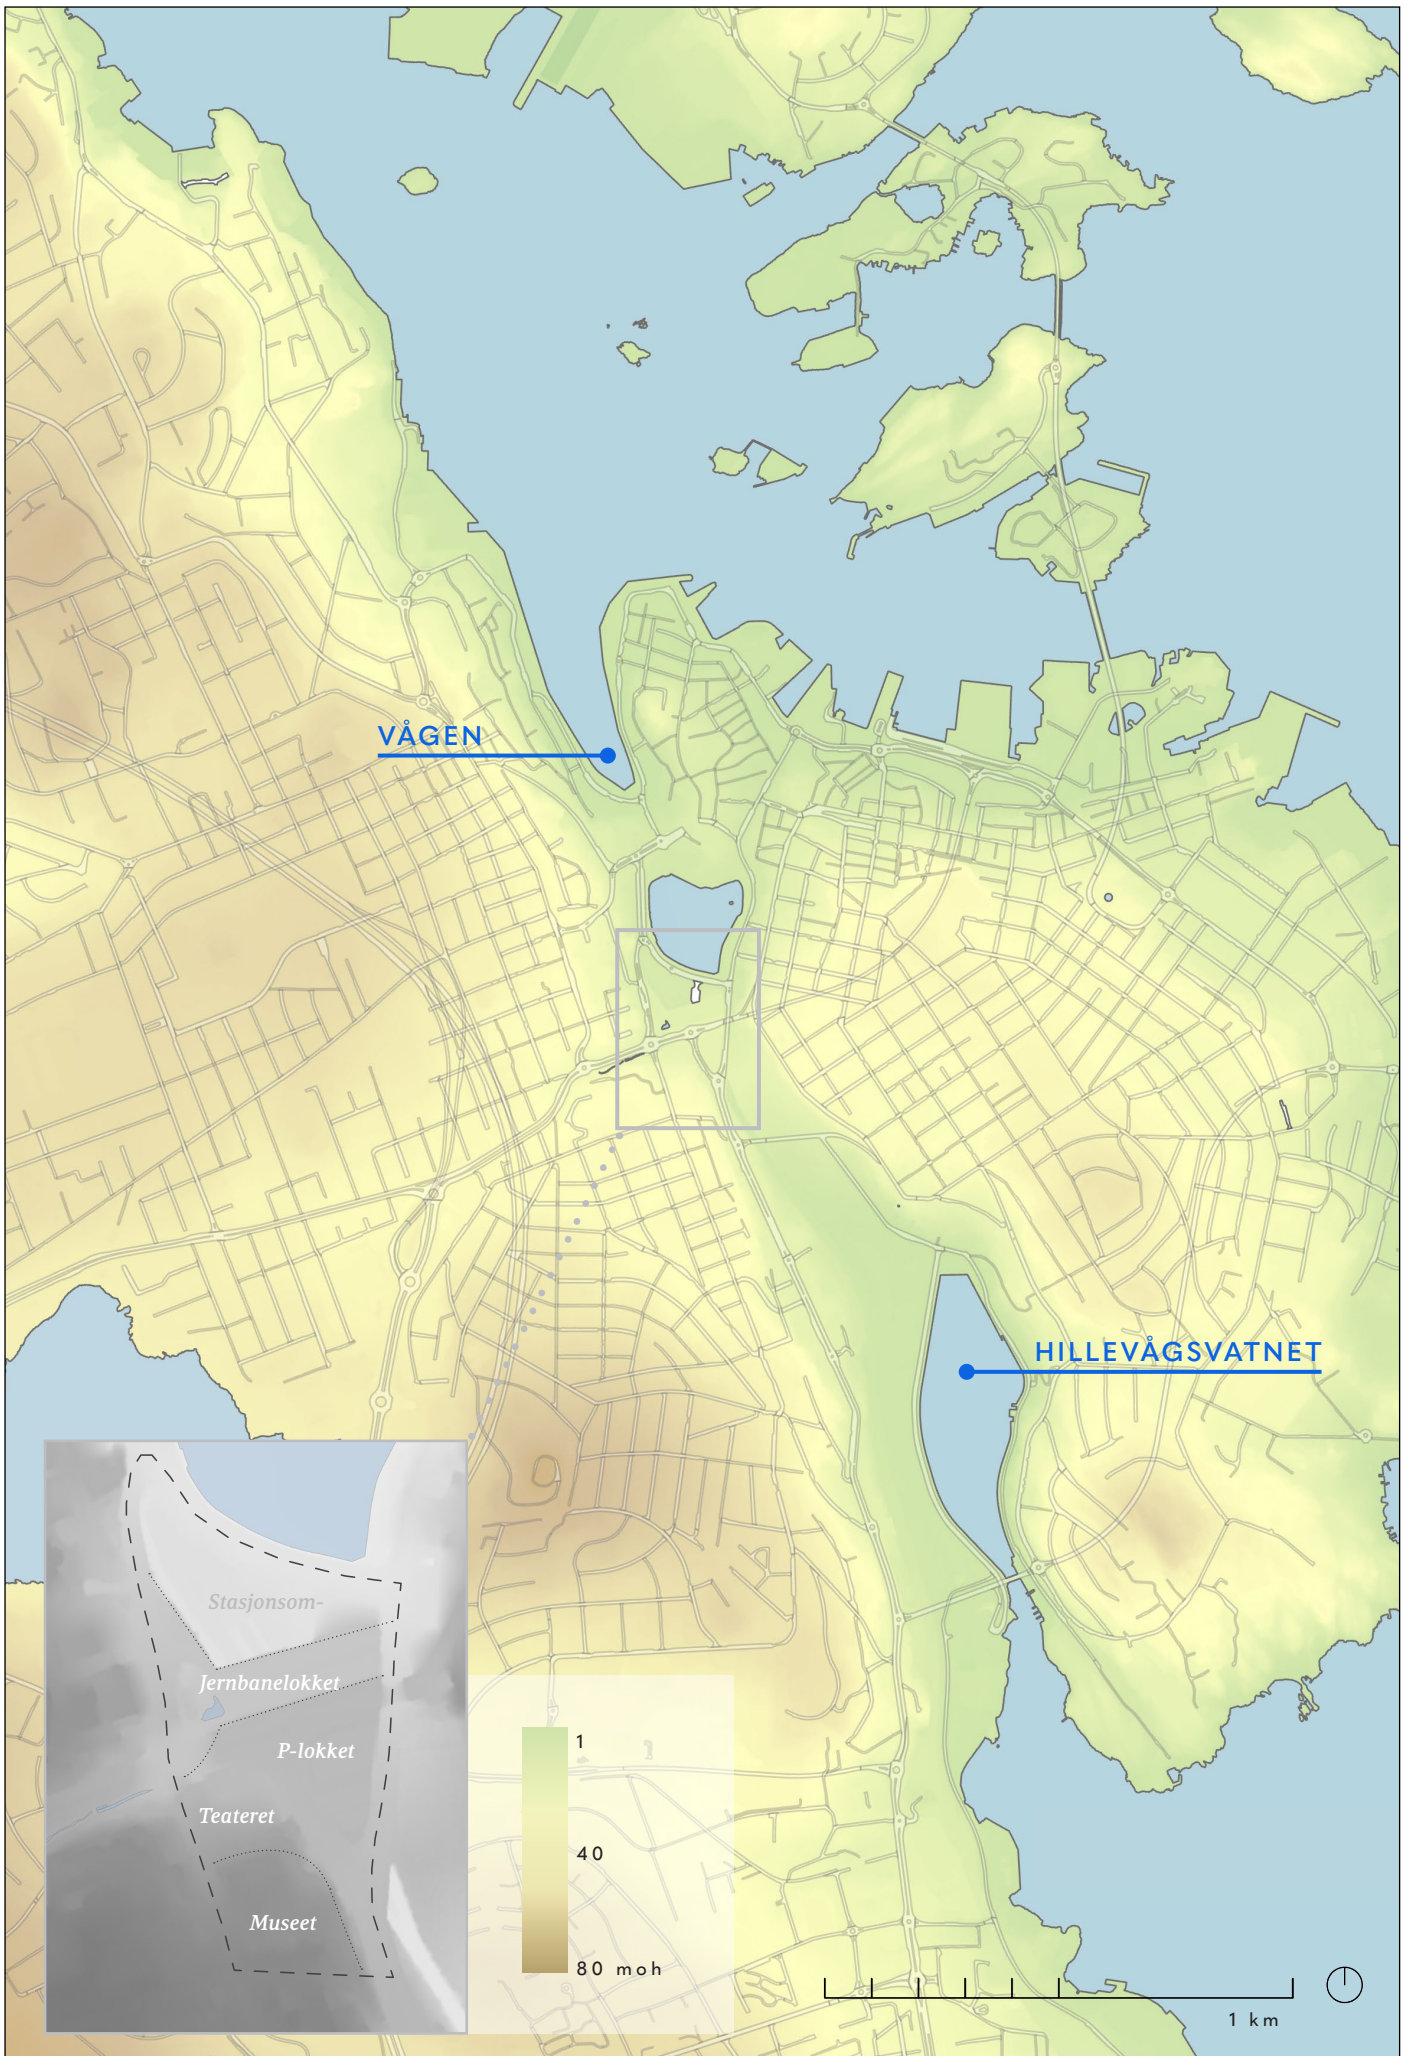 VÅGEN
HILLEVÅGSVATNET
Stasjonsom-
Jernbanelokket
P-lokket
Teateret
Museet
1
40
80 moh
1 km